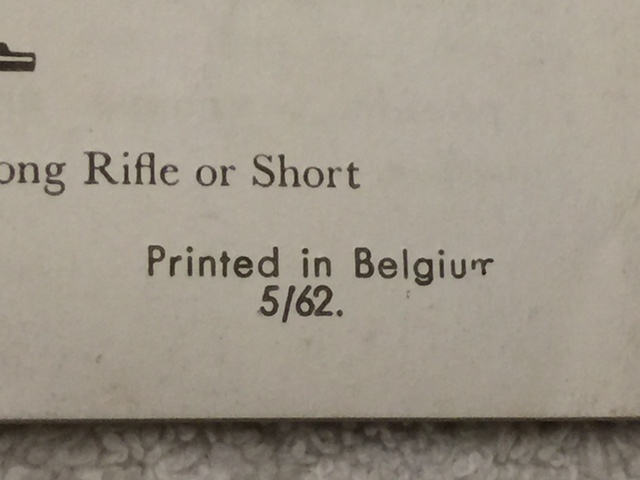 ong Rifle or Short
Printed in Belgium
5/62.